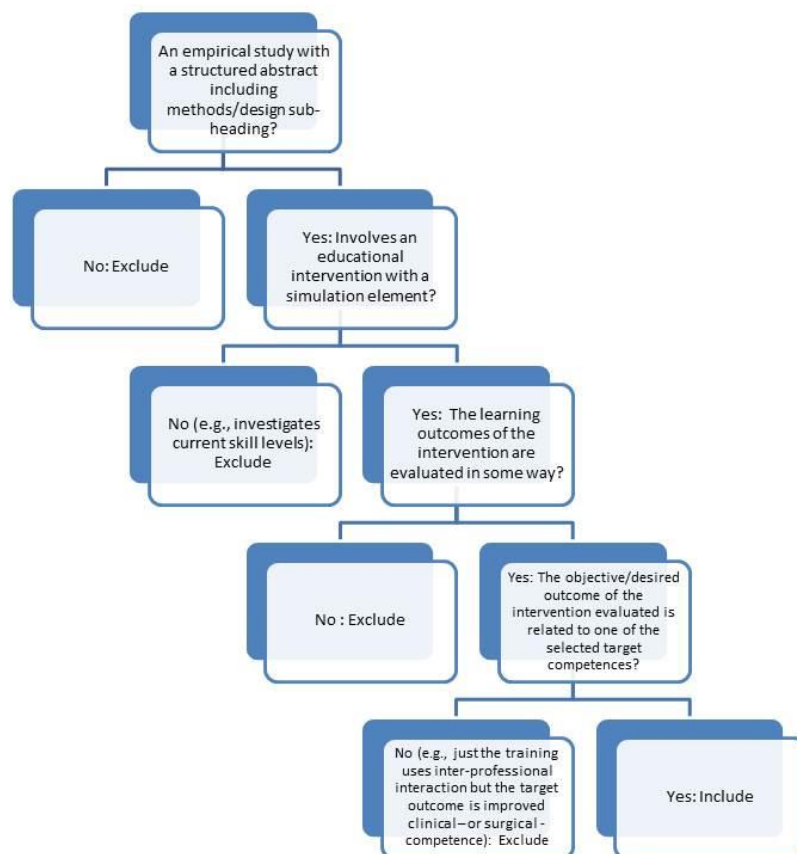 An empirical study with
a structured abstract
including
methods/design sub-
heading?
No: Exclude
Yes: Involves an
educational
intervention with a
simulation element?
No (e.g., investigates
current skill levels):
Exclude
Yes:  The learning
outcomes of the
intervention are
evaluated in some way?
No : Exclude
Yes: The objective/desired
outcome of the
intervention evaluated is
related to one of the
selected target
competences?
No (e.g., just the training
uses inter-professional
interaction but the target
outcome is improved
clinical – or surgical -
competence):  Exclude
Yes: Include